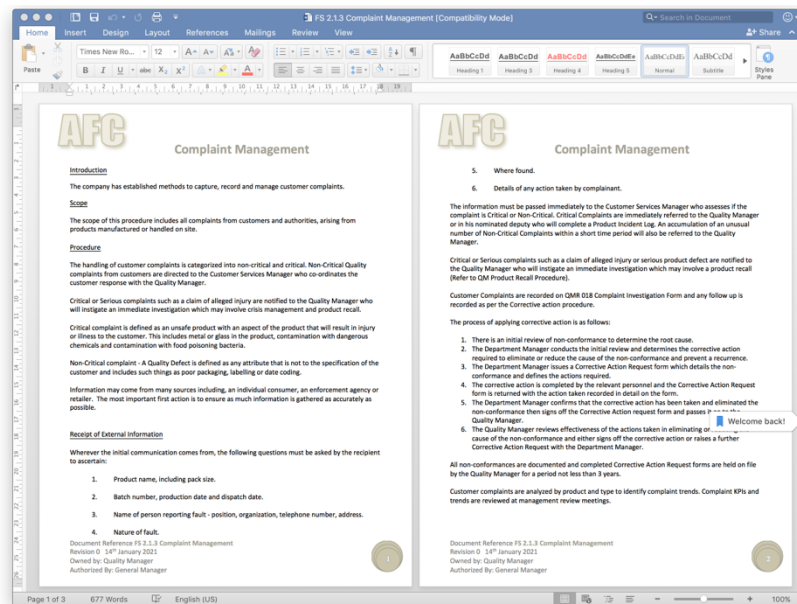 FS 2.1.3 Complaint Management [Compatibility Mode]
Search in Document
Home Insert Design Layout References Mailings Review View
Share
Paste
Times New Ro... 12
AaBbCcDd AaBbCcDd AaBbCcDd AaBbCcDdEe AaBbCcDdEe AaBbCcDd
Heading 1 Heading 3 Heading 4 Heading 5 Normal Subtitle
Styles
Pane
AFC
Complaint Management
Introduction
The company has established methods to capture, record and manage customer complaints.
Scope
The scope of this procedure includes all complaints from customers and authorities, arising from
products manufactured or handled on site.
Procedure
The handling of customer complaints is categorized into non-critical and critical. Non-Critical Quality
complaints from customers are directed to the Customer Services Manager who co-ordinates the
customer response with the Quality Manager.
Critical or Serious complaints such as a claim of alleged injury are notified to the Quality Manager who
will instigate an immediate investigation which may involve crisis management and product recall.
Critical complaint is defined as an unsafe product with an aspect of the product that will result in injury
or illness to the customer. This includes metal or glass in the product, contamination with dangerous
chemicals and contamination with food poisoning bacteria.
Non-Critical complaint - A Quality Defect is defined as any attribute that is not to the specification of the
customer and includes such things as poor packaging, labelling or date coding.
Information may come from many sources including, an individual consumer, an enforcement agency or
retailer. The most important first action is to ensure as much information is gathered as accurately as
possible.
Receipt of External Information
Wherever the initial communication comes from, the following questions must be asked by the recipient
to ascertain:
1. Product name, including pack size.
2. Batch number, production date and dispatch date.
3. Name of person reporting fault - position, organization, telephone number, address.
4. Nature of fault.
Document Reference FS 2.1.3 Complaint Management
Revision 0 14th January 2021
Owned by: Quality Manager
Authorized By: General Manager
1
AFC
Complaint Management
5. Where found.
6. Details of any action taken by complainant.
The information must be passed immediately to the Customer Services Manager who assesses if the
complaint is Critical or Non-Critical. Critical Complaints are immediately referred to the Quality Manager
or in his nominated deputy who will complete a Product Incident Log. An accumulation of an unusual
number of Non-Critical Complaints within a short time period will also be referred to the Quality
Manager.
Critical or Serious complaints such as a claim of alleged injury or serious product defect are notified to
the Quality Manager who will instigate an immediate investigation which may involve a product recall
(Refer to QM Product Recall Procedure).
Customer Complaints are recorded on QMR 018 Complaint Investigation Form and any follow up is
recorded as per the Corrective action procedure.
The process of applying corrective action is as follows:
1. There is an initial review of non-conformance to determine the root cause.
2. The Department Manager conducts the initial review and determines the corrective action
required to eliminate or reduce the cause of the non-conformance and prevent a recurrence.
3. The Department Manager issues a Corrective Action Request form which details the non-
conformance and defines the actions required.
4. The corrective action is completed by the relevant personnel and the Corrective Action Request
form is returned with the action taken recorded in detail on the form.
5. The Department Manager confirms that the corrective action has been taken and eliminated the
non-conformance then signs off the Corrective Action request form and passes it on to the
Quality Manager.
6. The Quality Manager reviews effectiveness of the actions taken in eliminating or
cause of the non-conformance and either signs off the corrective action or raises a further
Corrective Action Request with the Department Manager.
Welcome back!
All non-conformances are documented and completed Corrective Action Request forms are held on file
by the Quality Manager for a period not less than 3 years.
Customer complaints are analyzed by product and type to identify complaint trends. Complaint KPIs and
trends are reviewed at management review meetings.
Document Reference FS 2.1.3 Complaint Management
Revision 0 14th January 2021
Owned by: Quality Manager
Authorized By: General Manager
2
Page 1 of 3 677 Words English (US) 100%